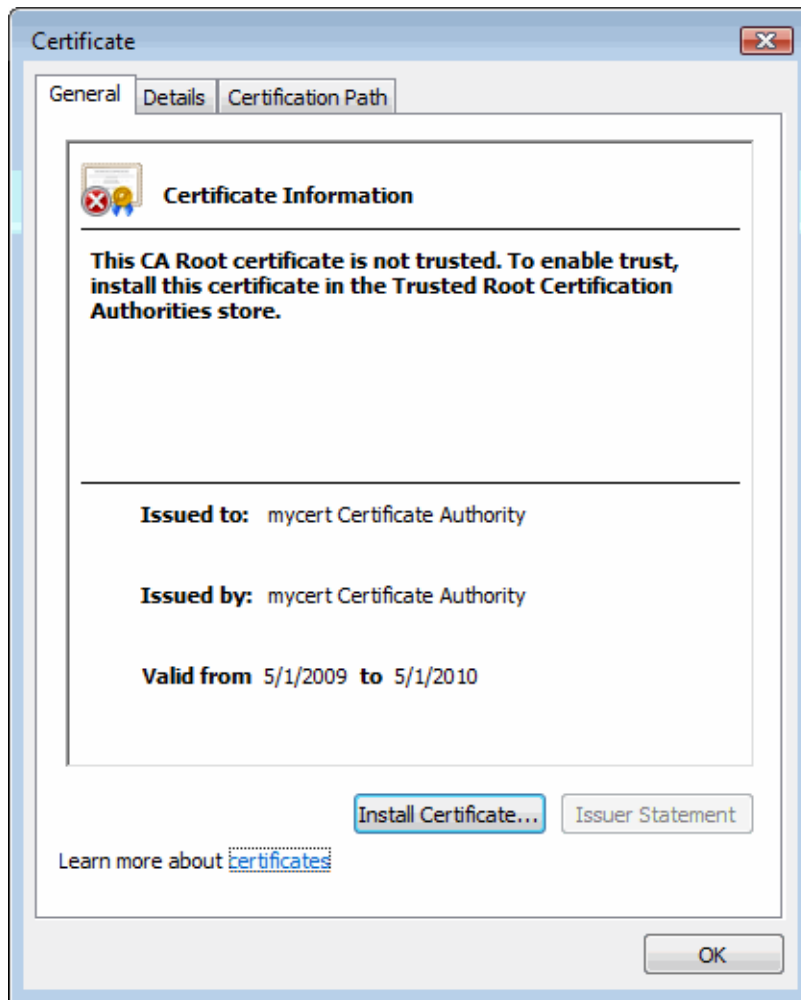 Certificate
General Details Certification Path
Certificate Information
This CA Root certificate is not trusted. To enable trust,
install this certificate in the Trusted Root Certification
Authorities store.
Issued to: mycert Certificate Authority
Issued by: mycert Certificate Authority
Valid from 5/1/2009 to 5/1/2010
Install Certificate... Issuer Statement
Learn more about certificates
OK